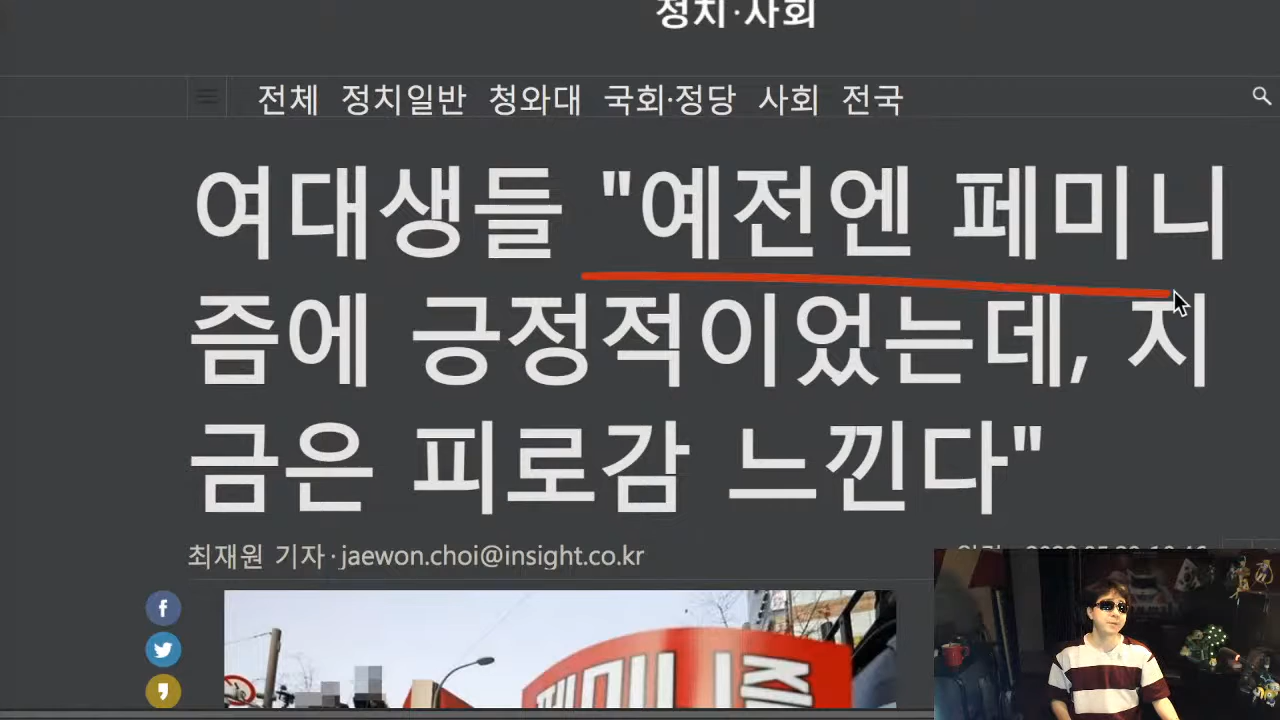 정치·사회
전체 정치일반 청와대 국회·정당 사회 전국
여대생들 "예전엔 페미니
즘에 긍정적이었는데, 지
금은 피로감 느낀다"
최재원 기자·jaewon.choi@insight.co.kr